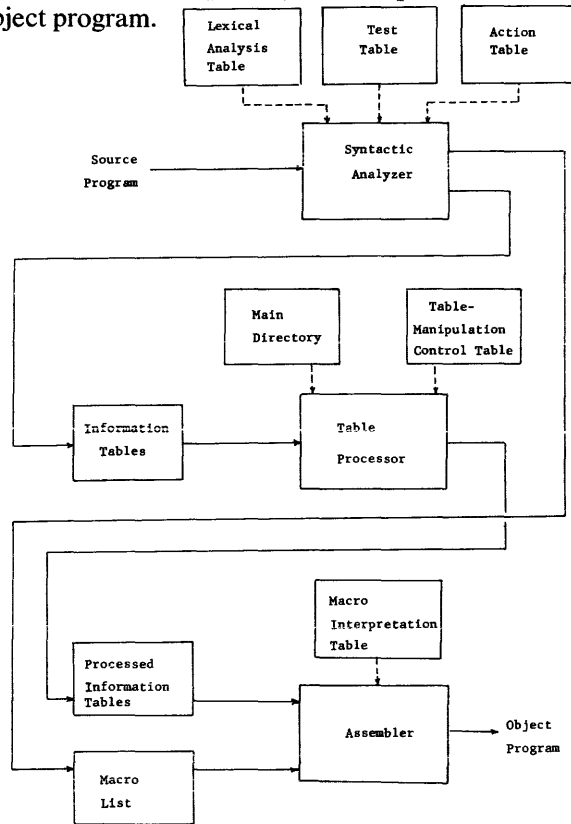 object program.
Lexical
Analysis
Table
Test
Table
Action
Table
Source
Program
Syntactic
Analyzer
Main
Directory
Table-
Manipulation
Control Table
Information
Tables
Table
Processor
Macro
Interpretation
Table
Processed
Information
Tables
Assembler
Object
Program
Macro
List